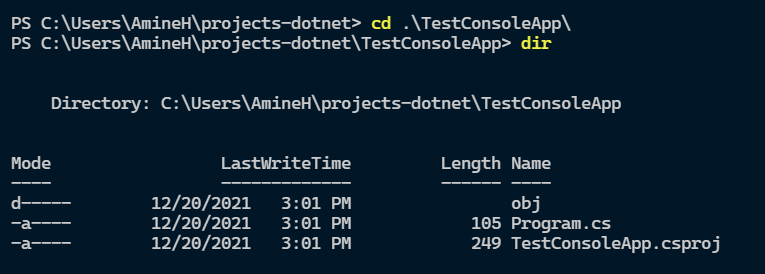 PS C:\Users\AmineH\projects-dotnet> cd .\TestConsoleApp\
PS C:\Users\AmineH\projects-dotnet\TestConsoleApp> dir
Directory: C:\Users\AmineH\projects-dotnet\TestConsoleApp
Mode                 LastWriteTime         Length Name
----                 -------------         ------ ----
d-----        12/20/2021   3:01 PM                obj
-a----        12/20/2021   3:01 PM            105 Program.cs
-a----        12/20/2021   3:01 PM            249 TestConsoleApp.csproj